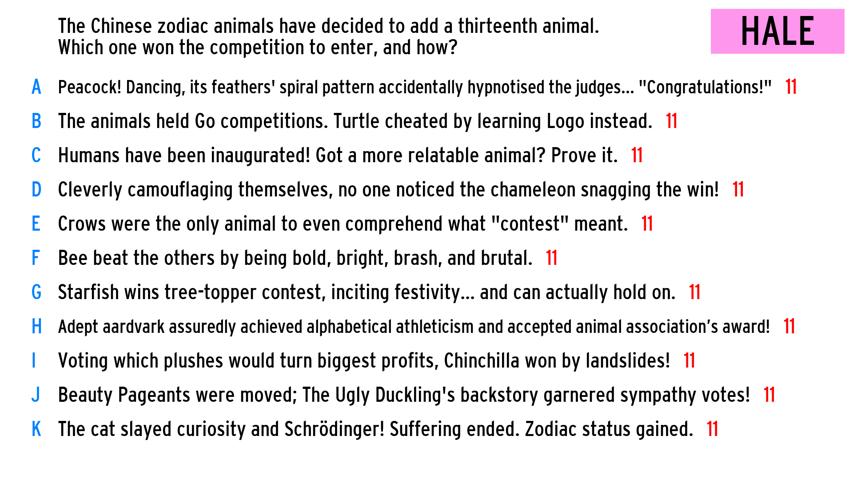 The Chinese zodiac animals have decided to add a thirteenth animal.
Which one won the competition to enter, and how?
HALE
A Peacock! Dancing, its feathers' spiral pattern accidentally hypnotised the judges... "Congratulations!" 11
B The animals held Go competitions. Turtle cheated by learning Logo instead. 11
C Humans have been inaugurated! Got a more relatable animal? Prove it. 11
D Cleverly camouflaging themselves, no one noticed the chameleon snagging the win! 11
E Crows were the only animal to even comprehend what "contest" meant. 11
F Bee beat the others by being bold, bright, brash, and brutal. 11
G Starfish wins tree-topper contest, inciting festivity... and can actually hold on. 11
H Adept aardvark assuredly achieved alphabetical athleticism and accepted animal association's award! 11
I Voting which plushes would turn biggest profits, Chinchilla won by landslides! 11
J Beauty Pageants were moved; The Ugly Duckling's backstory garnered sympathy votes! 11
K The cat slayed curiosity and Schrödinger! Suffering ended. Zodiac status gained. 11